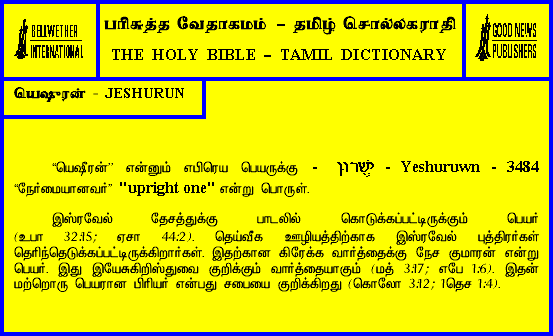 BELLWETHER
INTERNATIONAL
பரிசுத்த வேதாகமம் – தமிழ் சொல்லகராதி
THE HOLY BIBLE – TAMIL DICTIONARY
GOOD NEWS
PUBLISHERS
யெஷுரன் - JESHURUN
“யெஷீரன்” என்னும் எபிரெய பெயருக்கு - יְשֻׁרוּן - Yeshuruwn - 3484
“நேர்மையானவர்” "upright one" என்று பொருள்.
இஸ்ரவேல் தேசத்துக்கு பாடலில் கொடுக்கப்பட்டிருக்கும் பெயர்
(உபா 32:15; ஏசா 44:2). தெய்வீக ஊழியத்திற்காக இஸ்ரவேல் புத்திரர்கள்
தெரிந்தெடுக்கப்பட்டிருக்கிறார்கள். இதற்கான கிரேக்க வார்த்தைக்கு நேச குமாரன் என்று
பெயர். இது இயேசுகிறிஸ்துவை குறிக்கும் வார்த்தையாகும் (மத் 3:17; எபே 1:6). இதன்
மற்றொரு பெயரான பிரியர் என்பது சபையை குறிக்கிறது (கொலோ 3:12; 1தெச 1:4).